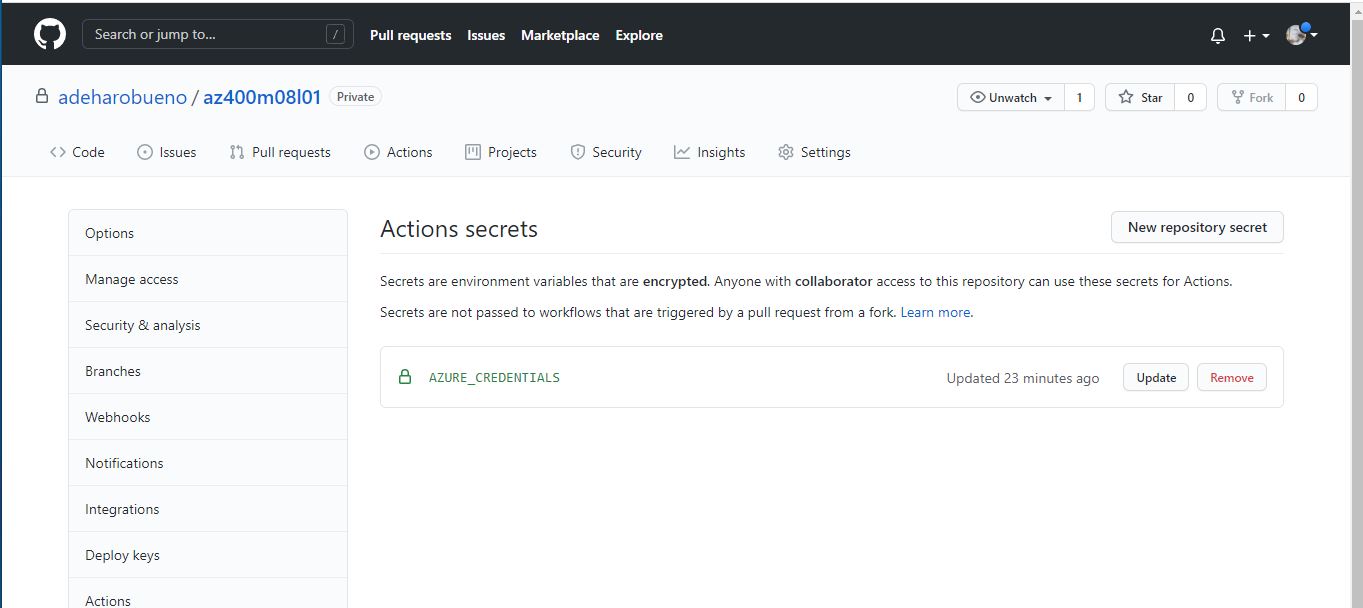 Search or jump to... /
Pull requests Issues Marketplace Explore
adeharobueno / az400m08l01 Private
Unwatch 1 Star 0 Fork 0
Code Issues Pull requests Actions Projects Security Insights Settings
Options
Manage access
Security & analysis
Branches
Webhooks
Notifications
Integrations
Deploy keys
Actions
Actions secrets
New repository secret
Secrets are environment variables that are encrypted. Anyone with collaborator access to this repository can use these secrets for Actions.
Secrets are not passed to workflows that are triggered by a pull request from a fork. Learn more.
AZURE_CREDENTIALS Updated 23 minutes ago Update Remove